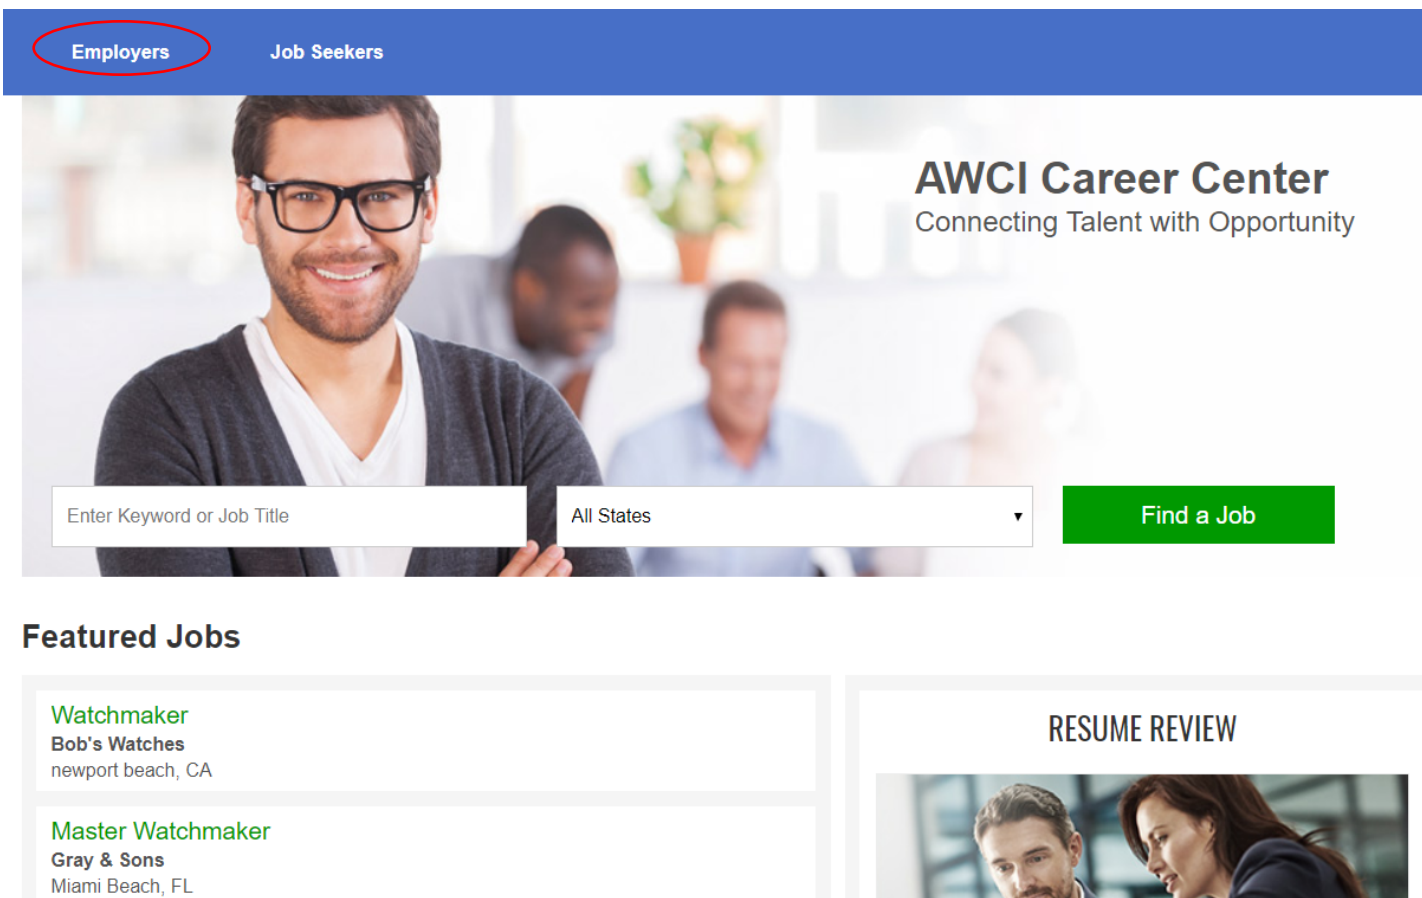 Employers
Job Seekers
AWCI Career Center
Connecting Talent with Opportunity
Enter Keyword or Job Title
All States
Find a Job
Featured Jobs
Watchmaker
Bob's Watches
newport beach, CA
Master Watchmaker
Gray & Sons
Miami Beach, FL
RESUME REVIEW